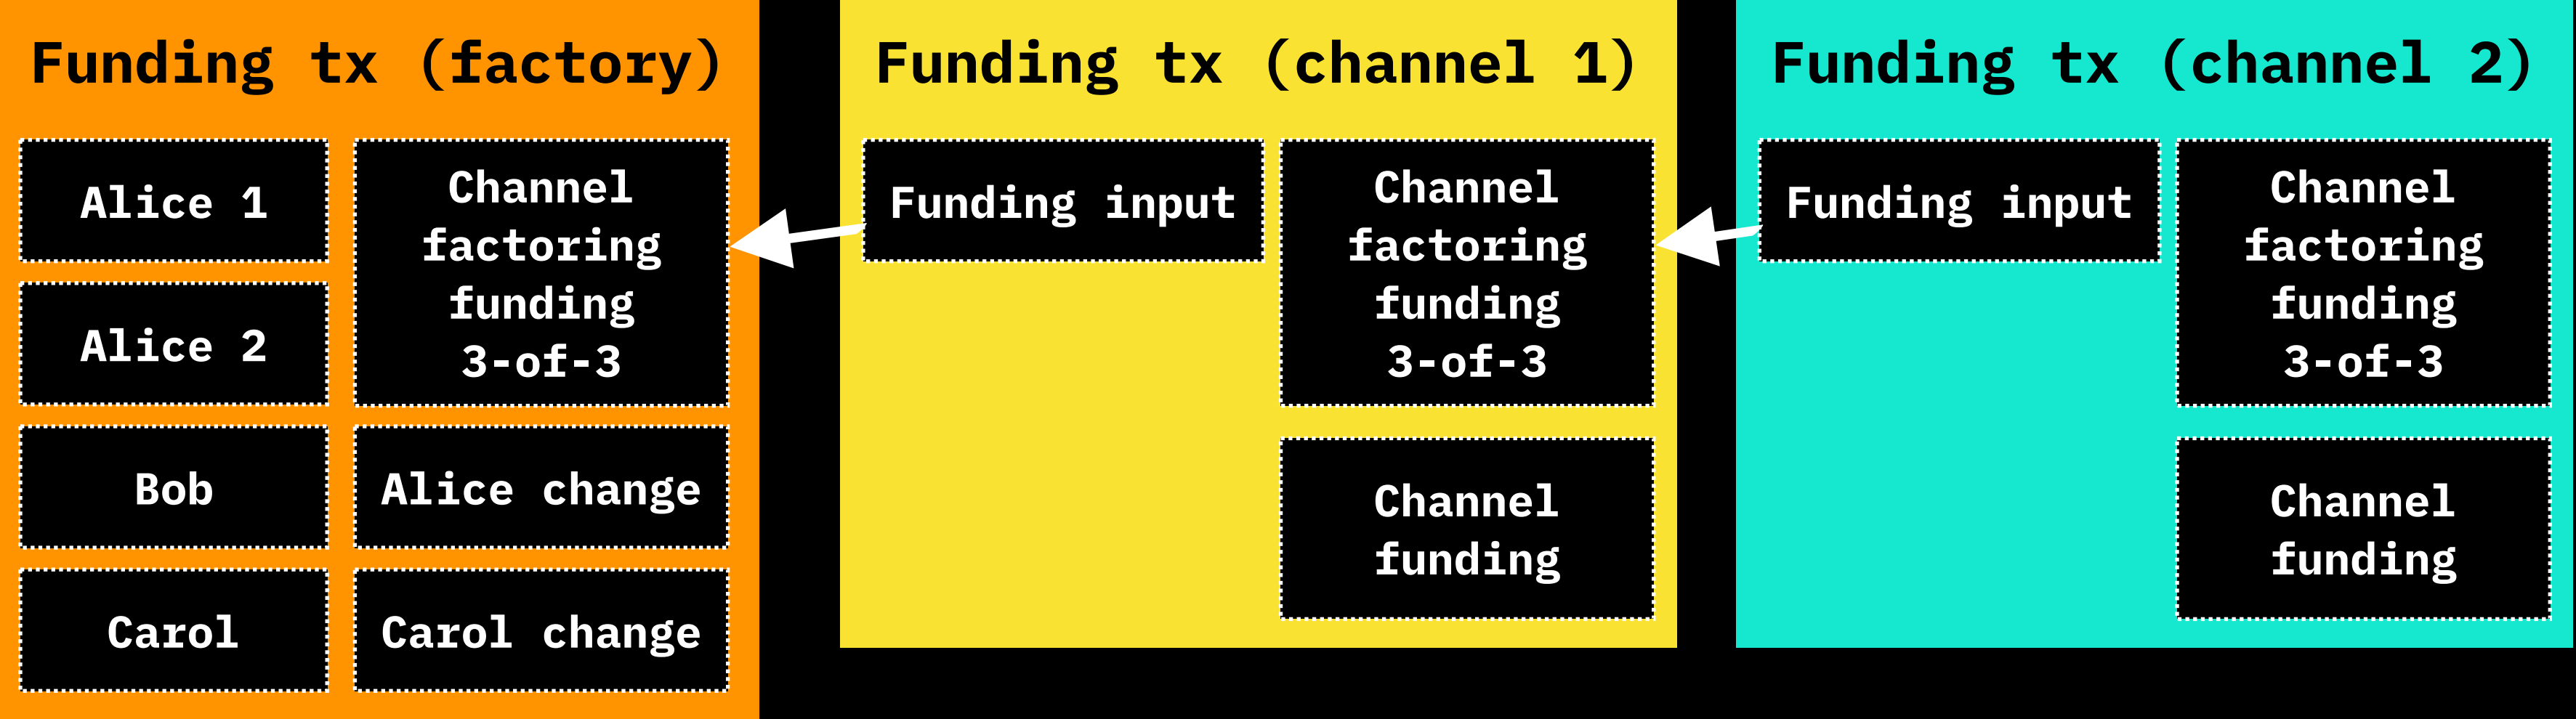 Funding tx (factory)
Alice 1
Alice 2
Bob
Carol
Channel
factoring
funding
3-of-3
Alice change
Carol change
Funding tx (channel 1)
Funding input
Channel
factoring
funding
3-of-3
Channel
funding
Funding tx (channel 2)
Funding input
Channel
factoring
funding
3-of-3
Channel
funding